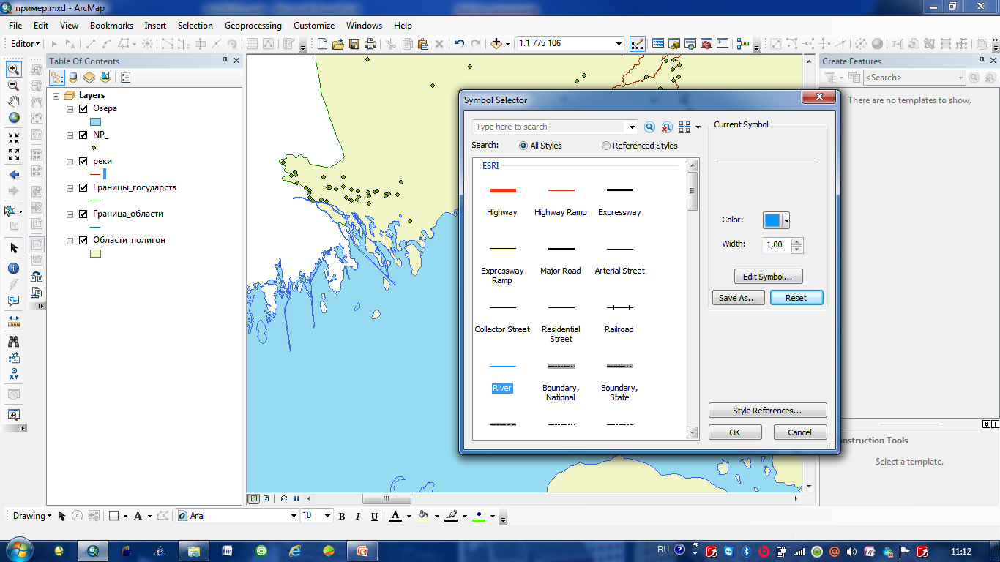 пример.mxd - ArcMap
File Edit View Bookmarks Insert Selection Geoprocessing Customize Windows Help
Editor
1:1 775 106
Table Of Contents
Layers
Озера
NP_
реки
Границы_государств
Граница_области
Области_полигон
Symbol Selector
Type here to search
Search: All Styles Referenced Styles
ESRI
Highway Highway Ramp Expressway
Expressway Ramp Major Road Arterial Street
Collector Street Residential Street Railroad
River Boundary, National Boundary, State
Current Symbol
Color:
Width: 1,00
Edit Symbol...
Save As... Reset
Style References...
OK Cancel
Create Features
<Search>
There are no templates to show.
nstruction Tools
Select a template.
Drawing A Arial 10 B I U A
RU 11:12